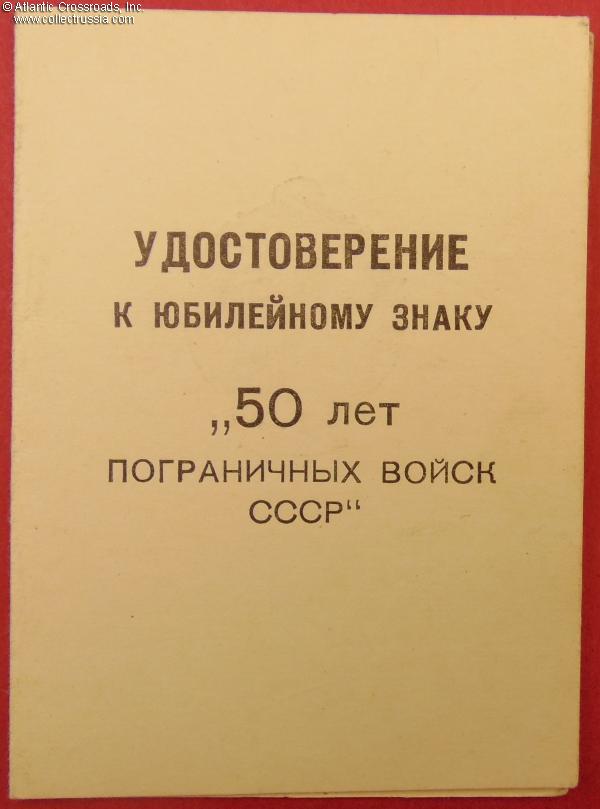 © Atlantic Crossroads, Inc.
www.collectrussia.com
УДОСТОВЕРЕНИЕ
К ЮБИЛЕЙНОМУ ЗНАКУ
„50 лет
ПОГРАНИЧНЫХ ВОЙСК
СССР“